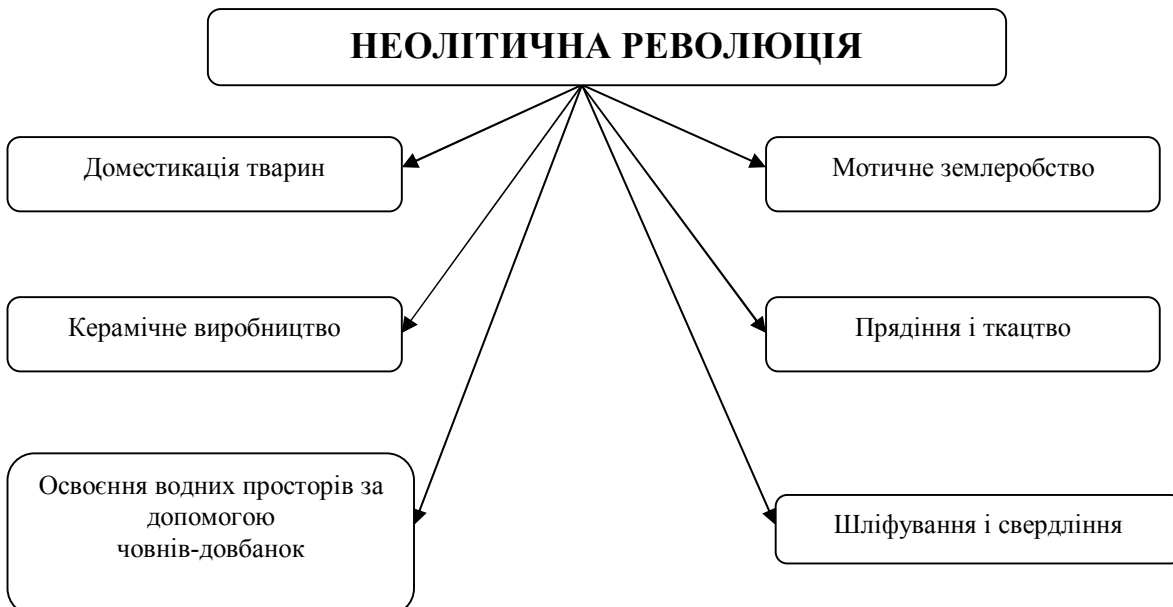 НЕОЛІТИЧНА РЕВОЛЮЦІЯ
Доместикація тварин
Мотичне землеробство
Керамічне виробництво
Прядіння і ткацтво
Освоєння водних просторів за
допомогою
човнів-довбанок
Шліфування і свердління